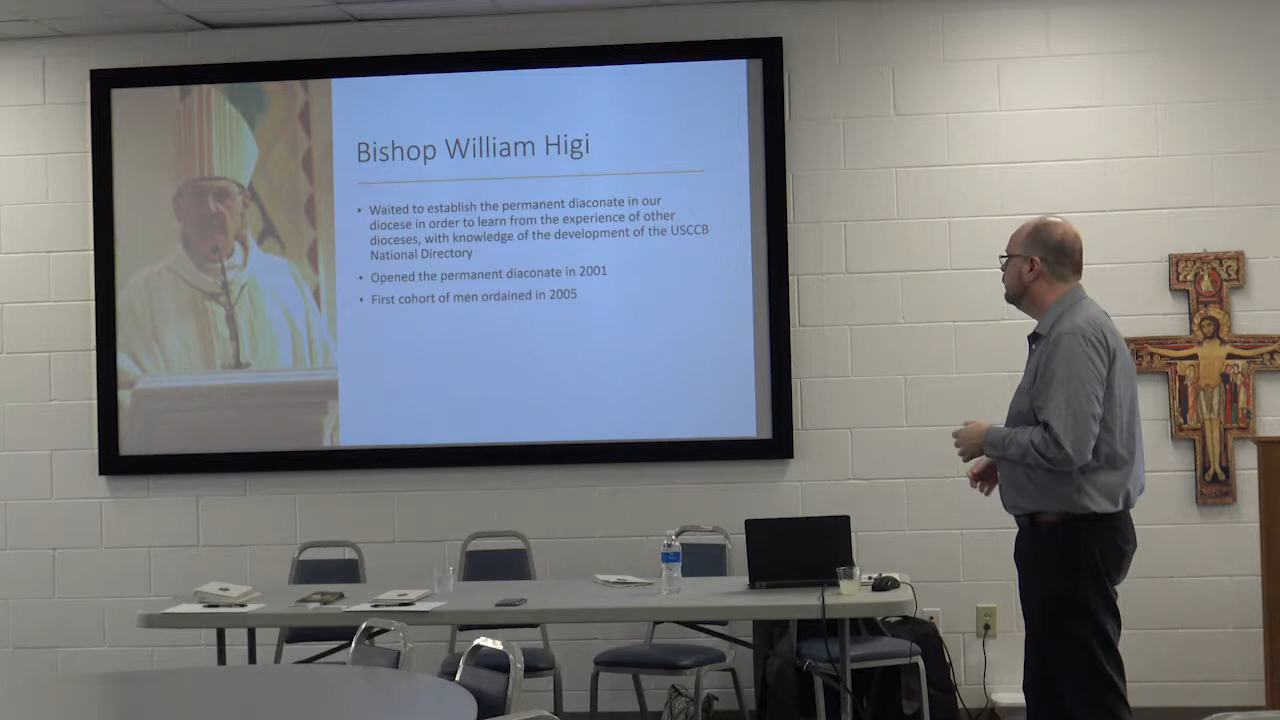 Bishop William Higi
• Waited to establish the permanent diaconate in our
diocese in order to learn from the experience of other
dioceses, with knowledge of the development of the USCCB
National Directory
• Opened the permanent diaconate in 2001
• First cohort of men ordained in 2005